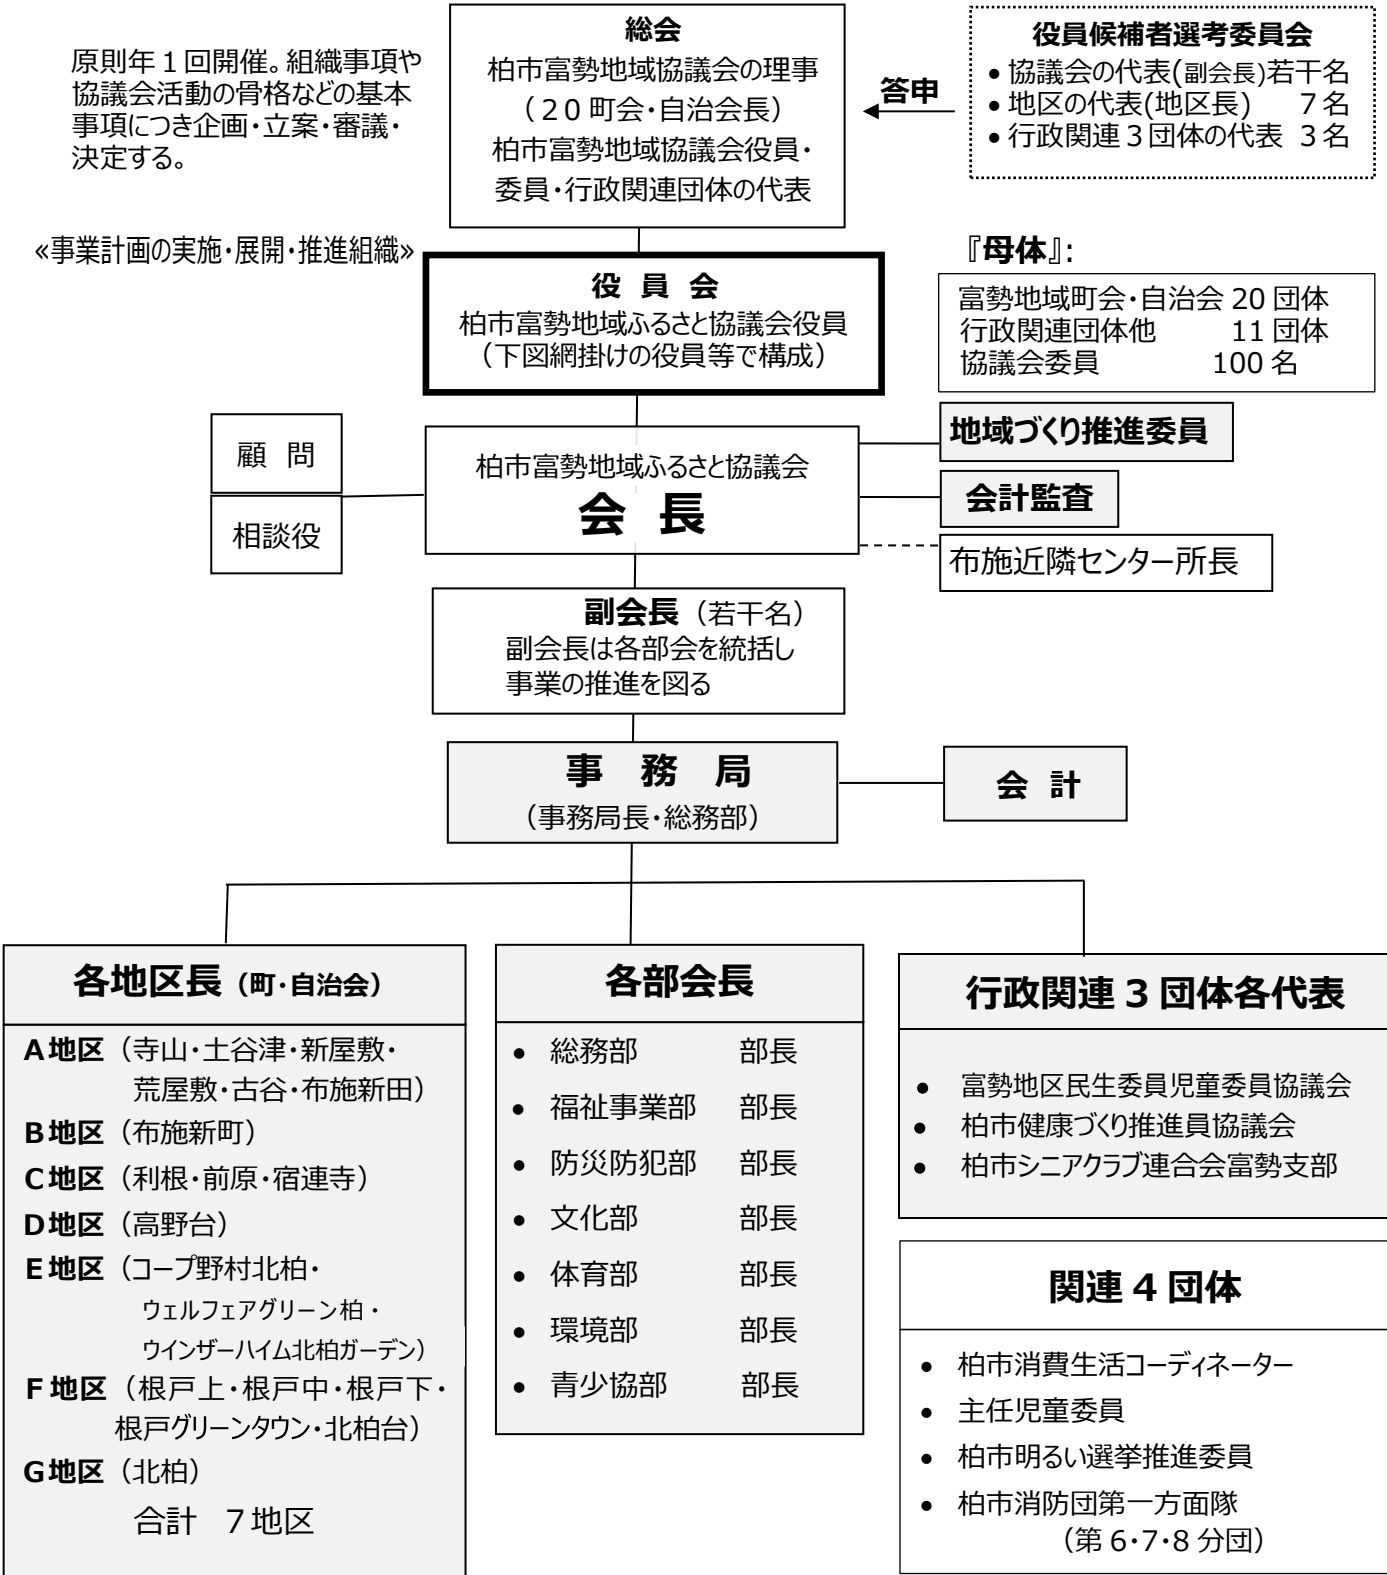 原則年1回開催。組織事項や
協議会活動の骨格などの基本
事項につき企画・立案・審議・
決定する。
総会
柏市富勢地域協議会の理事
（２０町会・自治会長）
柏市富勢地域協議会役員・
委員・行政関連団体の代表
答申
役員候補者選考委員会
• 協議会の代表(副会長)若干名
• 地区の代表(地区長) 7名
• 行政関連3団体の代表 3名
≪事業計画の実施・展開・推進組織≫
役 員 会
柏市富勢地域ふるさと協議会役員
（下図網掛けの役員等で構成）
『母体』:
富勢地域町会・自治会 20 団体
行政関連団体他 11 団体
協議会委員 100 名
顧 問
相談役
柏市富勢地域ふるさと協議会
会 長
地域づくり推進委員
会計監査
布施近隣センター所長
副会長（若干名）
副会長は各部会を統括し
事業の推進を図る
事 務 局
（事務局長・総務部）
会 計
各地区長（町・自治会）
A地区（寺山・土谷津・新屋敷・
荒屋敷・古谷・布施新田）
B地区（布施新町）
C地区（利根・前原・宿連寺）
D地区（高野台）
E地区（コープ野村北柏・
ウェルフェアグリーン柏・
ウインザーハイム北柏ガーデン）
F地区（根戸上・根戸中・根戸下・
根戸グリーンタウン・北柏台）
G地区（北柏）
合計 7地区
各部会長
• 総務部 部長
• 福祉事業部 部長
• 防災防犯部 部長
• 文化部 部長
• 体育部 部長
• 環境部 部長
• 青少協部 部長
行政関連3団体各代表
• 富勢地区民生委員児童委員協議会
• 柏市健康づくり推進員協議会
• 柏市シニアクラブ連合会富勢支部
関連4団体
• 柏市消費生活コーディネーター
• 主任児童委員
• 柏市明るい選挙推進委員
• 柏市消防団第一方面隊
（第6・7・8分団）